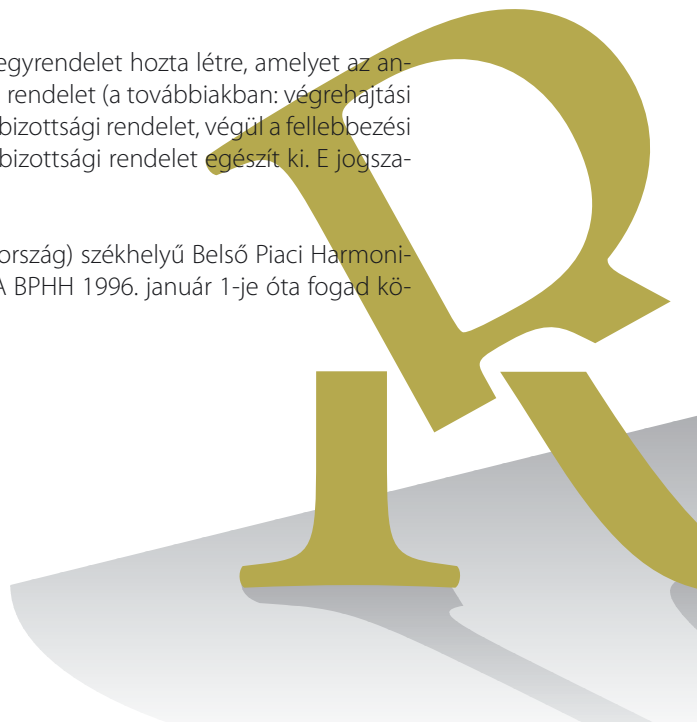 egyrendelet hozta létre, amelyet az an-
rendelet (a továbbiakban: végrehajtási
bizottsági rendelet, végül a fellebbezési
bizottsági rendelet egészít ki. E jogsza-
ország) székhelyű Belső Piaci Harmoni-
A BPHH 1996. január 1-je óta fogad kö-
R